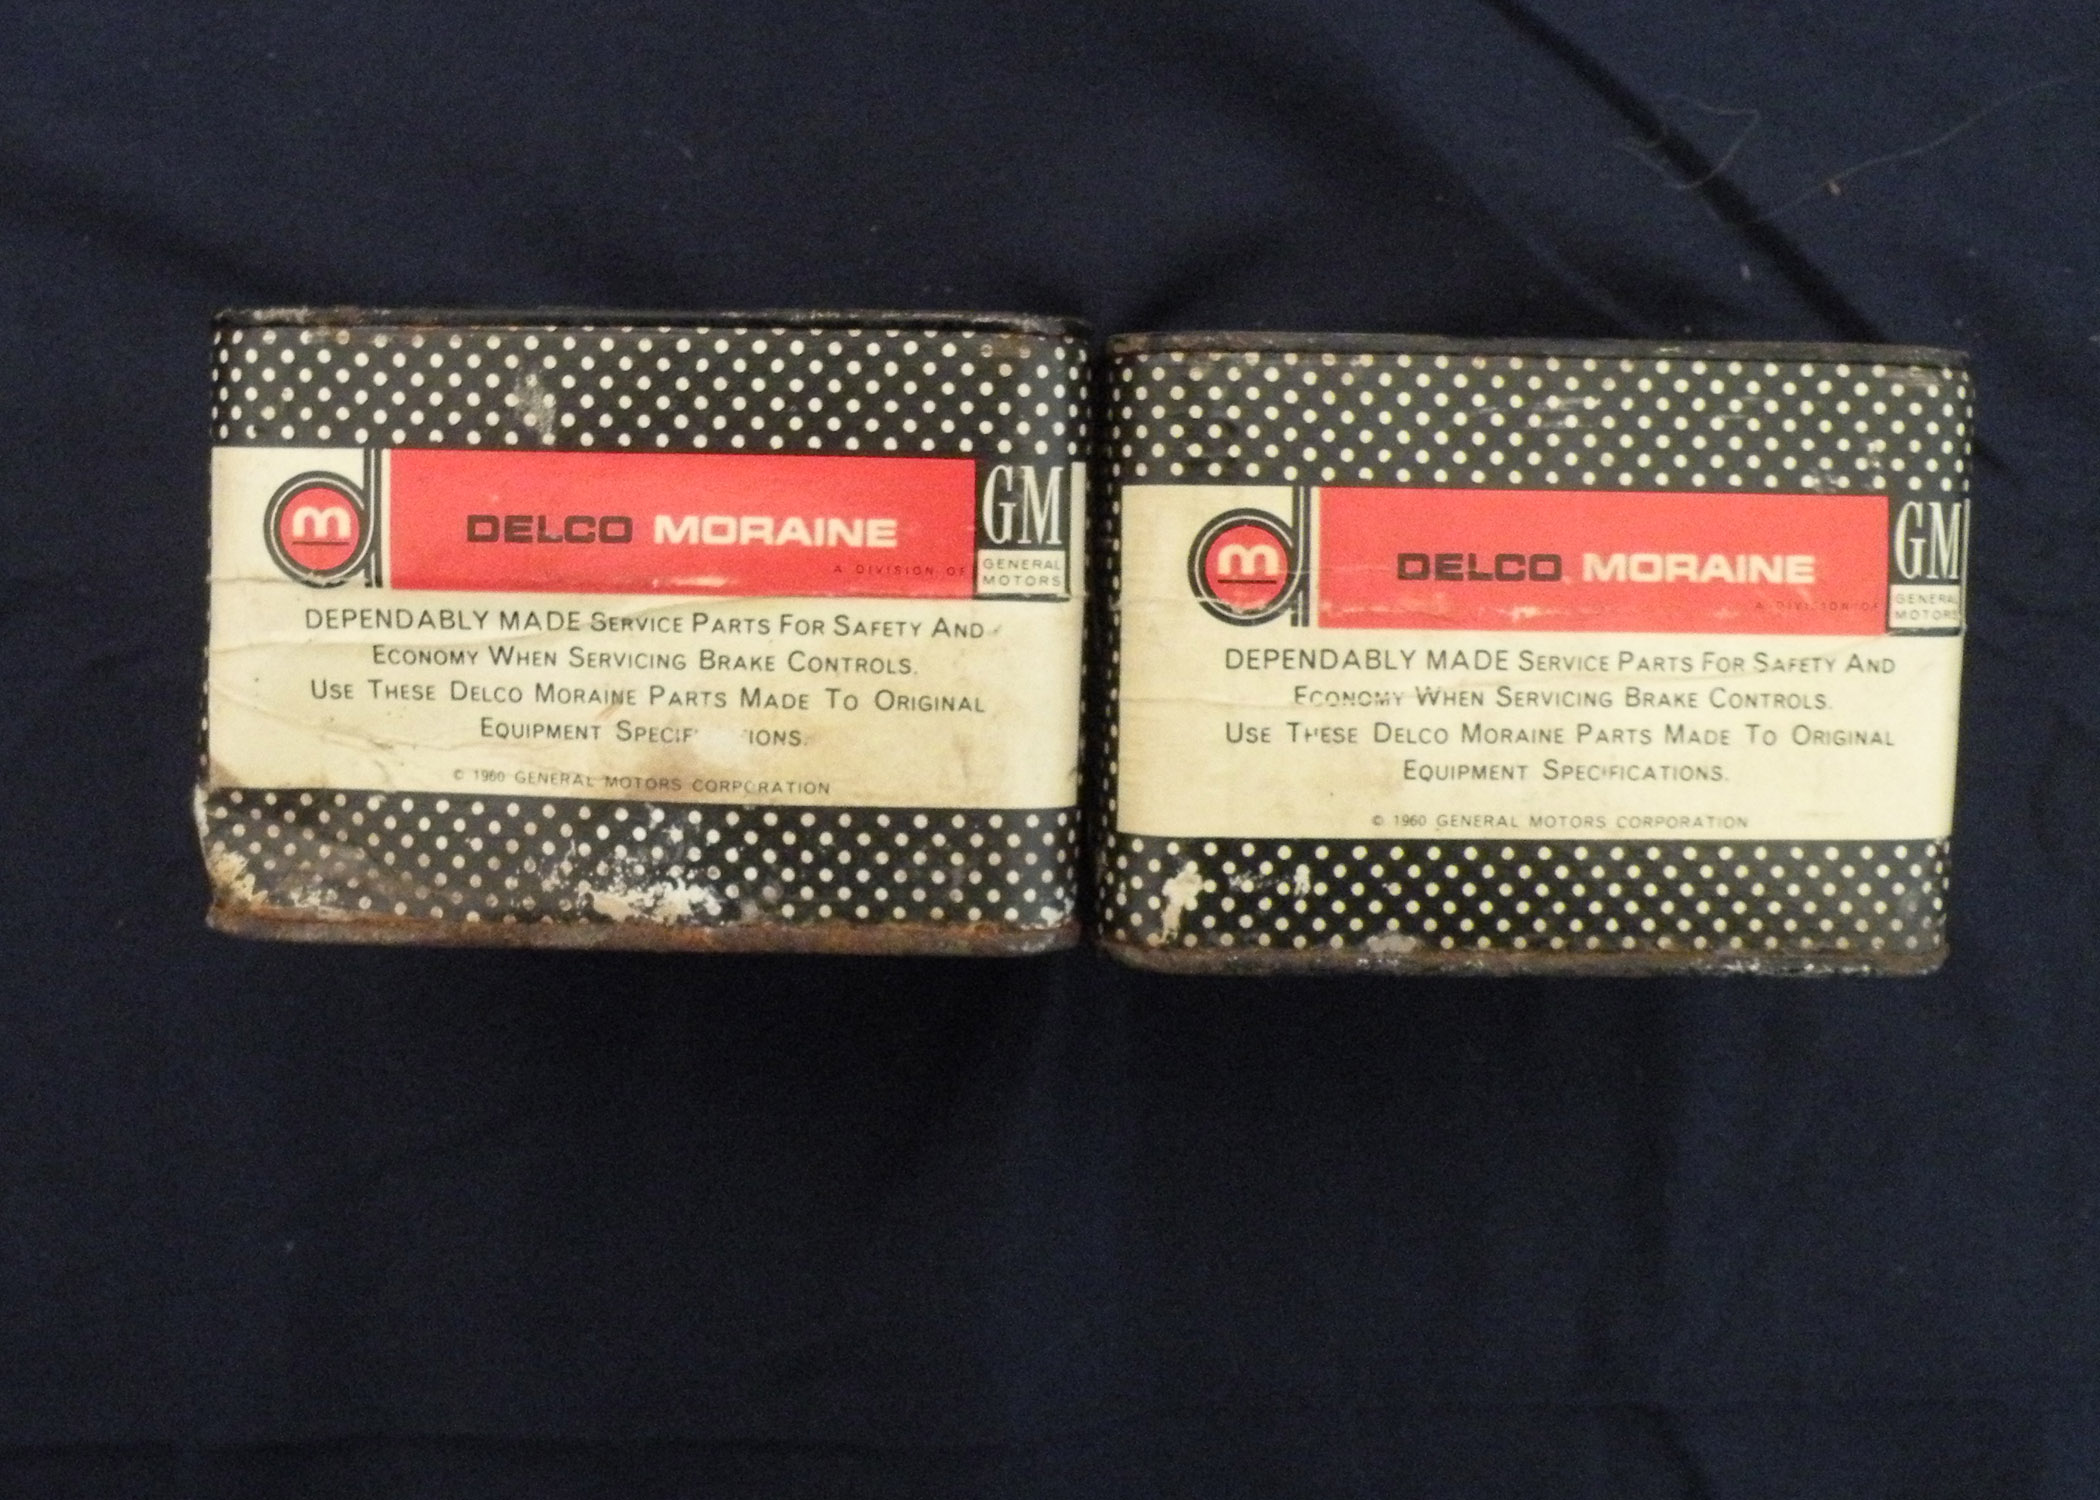 m
DELCO MORAINE
A DIVISION OF
GM
GENERAL
MOTORS
DEPENDABLY MADE SERVICE PARTS FOR SAFETY AND
ECONOMY WHEN SERVICING BRAKE CONTROLS.
USE THESE DELCO MORAINE PARTS MADE TO ORIGINAL
EQUIPMENT
© 1960 GENERAL MOTORS CORPORATION
m
DELCO MORAINE
A DIVISION OF
GM
GENERAL
MOTORS
DEPENDABLY MADE SERVICE PARTS FOR SAFETY AND
ECONOMY WHEN SERVICING BRAKE CONTROLS.
USE THESE DELCO MORAINE PARTS MADE TO ORIGINAL
EQUIPMENT SPECIFICATIONS.
© 1960 GENERAL MOTORS CORPORATION